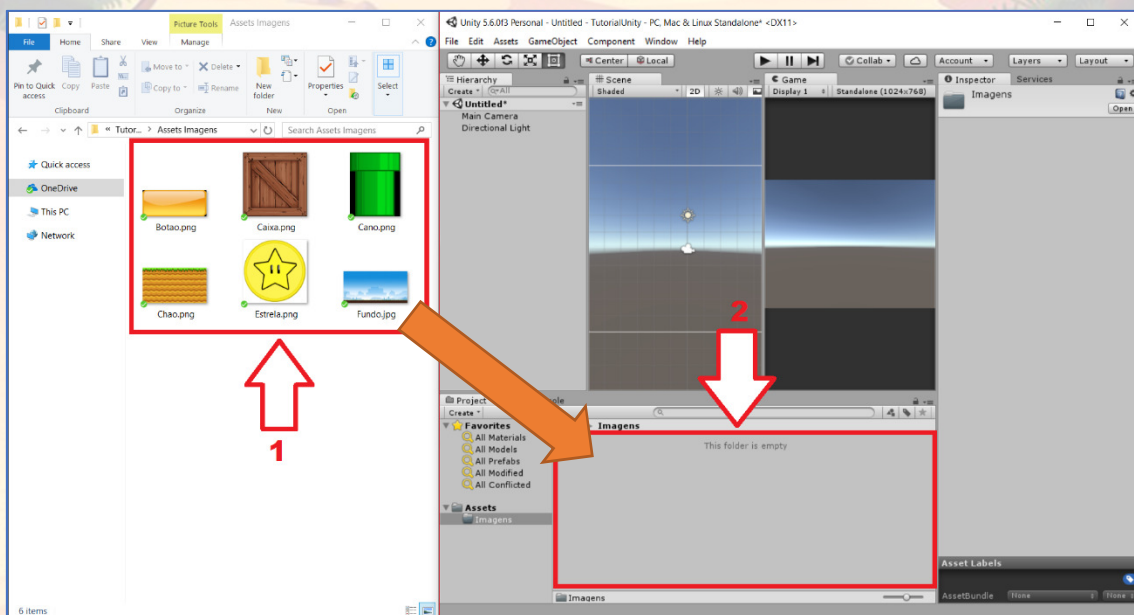 Picture Tools
Assets Imagens
File Home Share View Manage
Pin to Quick access
Copy
Paste
Move to
Copy to
Delete
Rename
New folder
Properties
Select
Clipboard
Organize
New
Open
« Tutor... > Assets Imagens
Search Assets Imagens
Quick access
OneDrive
This PC
Network
Botao.png
Caixa.png
Cano.png
Chao.png
Estrela.png
Fundo.jpg
1
6 items
Unity 5.6.0f3 Personal - Untitled - TutorialUnity - PC, Mac & Linux Standalone* <DX11>
File Edit Assets GameObject Component Window Help
Center Local
Collab
Account
Layers
Layout
Hierarchy
Create
All
Untitled*
Main Camera
Directional Light
Scene
Shaded
2D
Game
Display 1
Standalone (1024x768)
Inspector
Services
Imagens
Open
2
Project
Create
Favorites
All Materials
All Models
All Prefabs
All Modified
All Conflicted
Assets
Imagens
Imagens
This folder is empty
Imagens
Asset Labels
AssetBundle None None